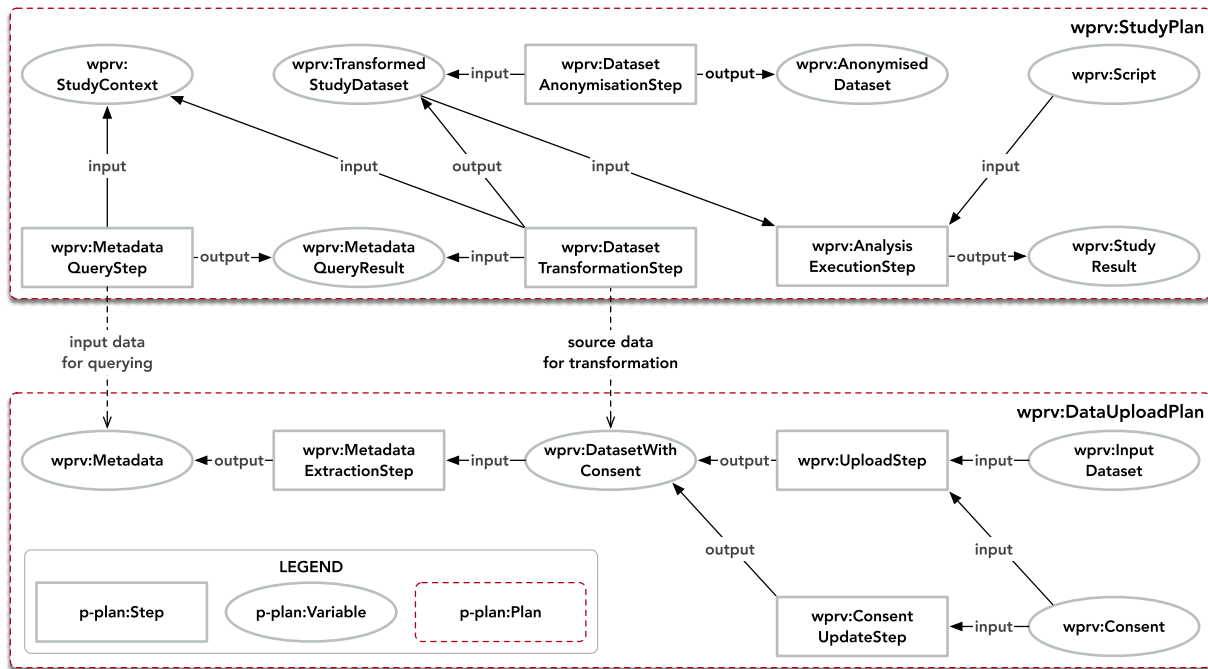 wprv:StudyPlan
wprv:
StudyContext
wprv:Transformed
StudyDataset
input
wprv:Dataset
AnonymisationStep
output
wprv:Anonymised
Dataset
wprv:Script
input
input
output
input
input
wprv:Metadata
QueryStep
output
wprv:Metadata
QueryResult
input
wprv:Dataset
TransformationStep
wprv:Analysis
ExecutionStep
output
wprv:Study
Result
input data
for querying
source data
for transformation
wprv:DataUploadPlan
wprv:Metadata
output
wprv:Metadata
ExtractionStep
input
wprv:DatasetWith
Consent
output
wprv:UploadStep
input
wprv:Input
Dataset
output
input
LEGEND
p-plan:Step
p-plan:Variable
p-plan:Plan
wprv:Consent
UpdateStep
input
wprv:Consent